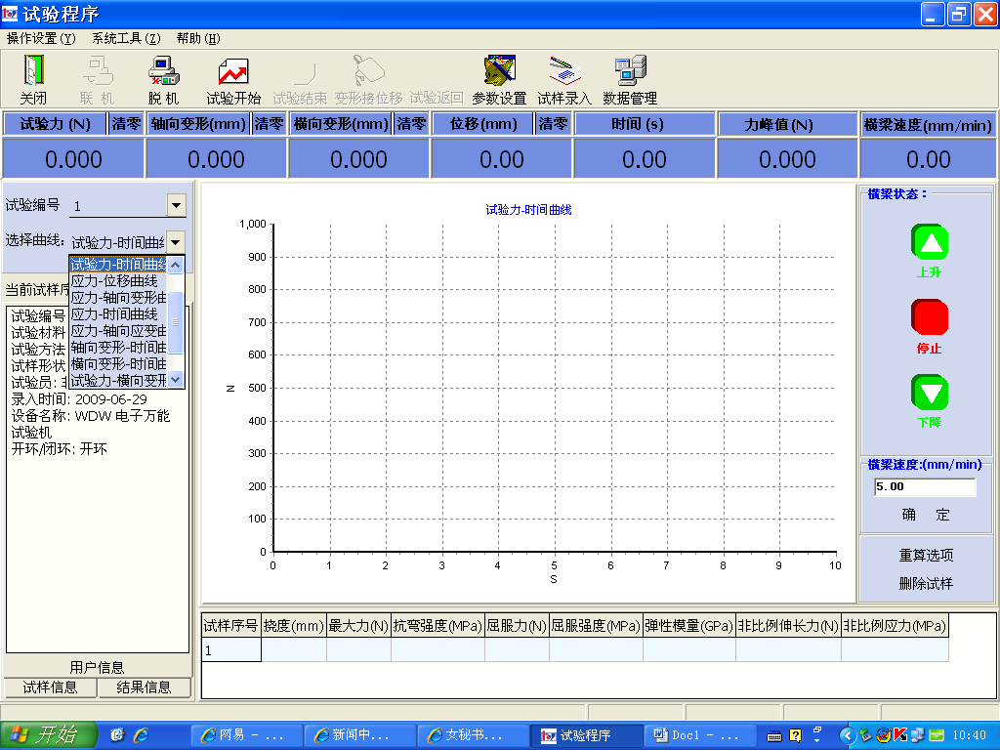 试验程序
操作设置(Y) 系统工具(Z) 帮助(H)
关闭 联 机 脱 机 试验开始 试验结束 变形接位移 试验返回 参数设置 试样录入 数据管理
试验力(N) 清零 轴向变形(mm) 清零 横向变形(mm) 清零 位移(mm) 清零 时间(s) 力峰值(N) 横梁速度(mm/min)
0.000 0.000 0.000 0.00 0.00 0.000 0.00
试验编号 1
选择曲线: 试验力-时间曲线
试验力-时间曲线
应力-位移曲线
应力-轴向变形曲
应力-时间曲线
应力-轴向应变曲
轴向变形-时间曲
横向变形-时间曲
试验力-横向变形
当前试样序
试验编号
试验材料
试验方法
试样形状
试验员: 非
录入时间: 2009-06-29
设备名称: WDW 电子万能
试验机
开环/闭环: 开环
用户信息
试样信息 结果信息
试验力-时间曲线
1,000
900
800
700
600
500
400
300
200
100
0
N
0 1 2 3 4 5 6 7 8 9 10
S
横梁状态:
上升
停止
下降
横梁速度:(mm/min)
5.00
确 定
重算选项
删除试样
试样序号 挠度(mm) 最大力(N) 抗弯强度(MPa) 屈服力(N) 屈服强度(MPa) 弹性模量(GPa) 非比例伸长力(N) 非比例应力(MPa)
1
开始 网易 - ... 新闻中... 女秘书... 试验程序 Doc1 - ... 10:40